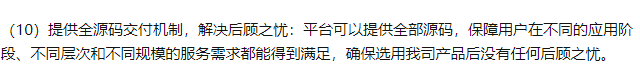 （10）提供全源码交付机制，解决后顾之忧：平台可以提供全部源码，保障用户在不同的应用阶
段、不同层次和不同规模的服务需求都能得到满足，确保选用我司产品后没有任何后顾之忧。